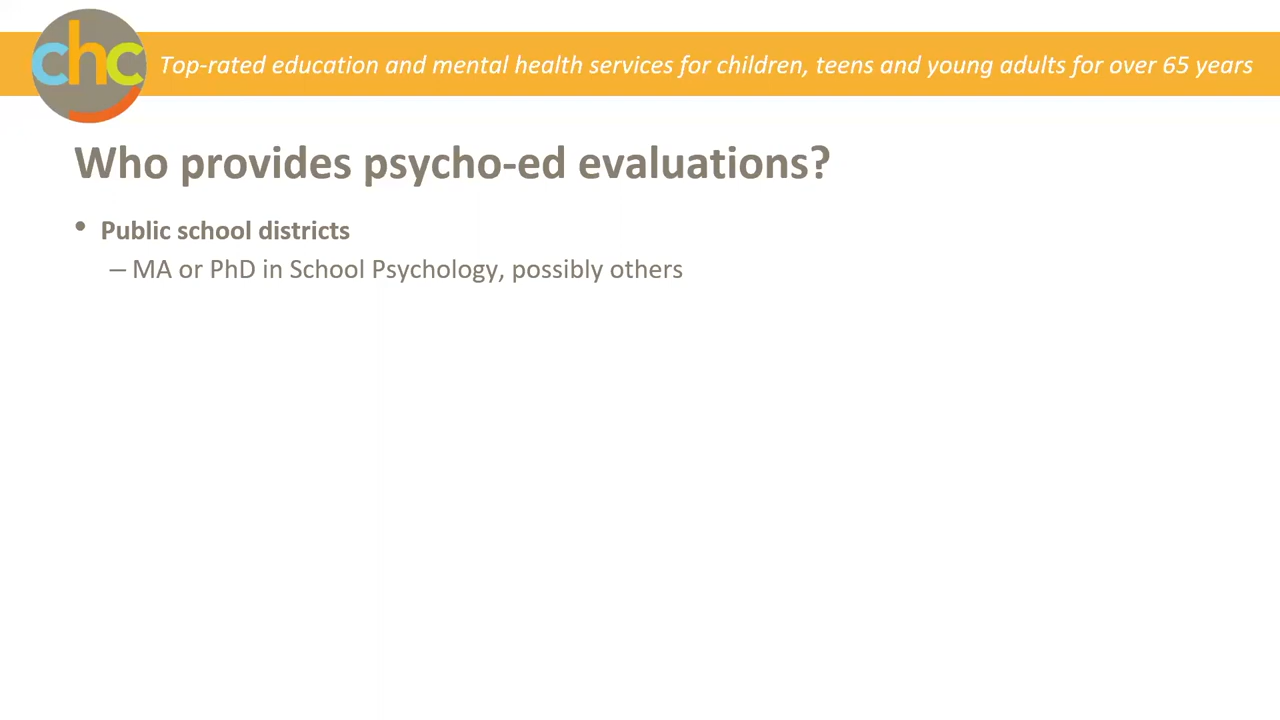 chc
Top-rated education and mental health services for children, teens and young adults for over 65 years
Who provides psycho-ed evaluations?
• Public school districts
– MA or PhD in School Psychology, possibly others